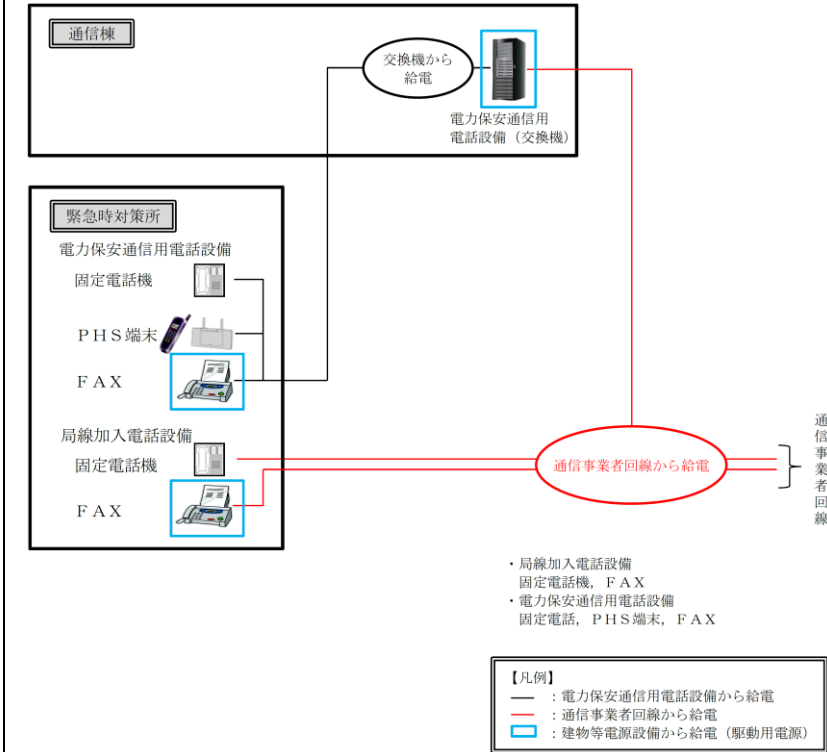 通信棟
交換機から
給電
電力保安通信用
電話設備（交換機）
緊急時対策所
電力保安通信用電話設備
固定電話機
ＰＨＳ端末
ＦＡＸ
局線加入電話設備
固定電話機
ＦＡＸ
通信事業者回線から給電
通信事業者回線
・局線加入電話設備
固定電話機，ＦＡＸ
・電力保安通信用電話設備
固定電話，ＰＨＳ端末，ＦＡＸ
【凡例】
：電力保安通信用電話設備から給電
：通信事業者回線から給電
：建物等電源設備から給電（駆動用電源）